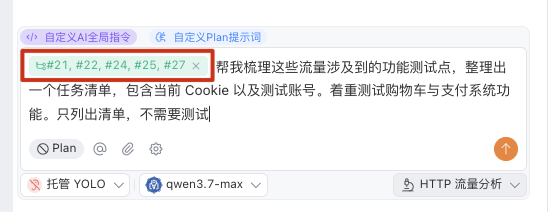 </> 自定义AI全局指令 自定义Plan提示词
#21, #22, #24, #25, #27 × 帮我梳理这些流量涉及到的功能测试点，整理出
一个任务清单，包含当前 Cookie 以及测试账号。着重测试购物车与支付系统功
能。只列出清单，不需要测试
Plan @
托管 YOLO qwen3.7-max HTTP 流量分析